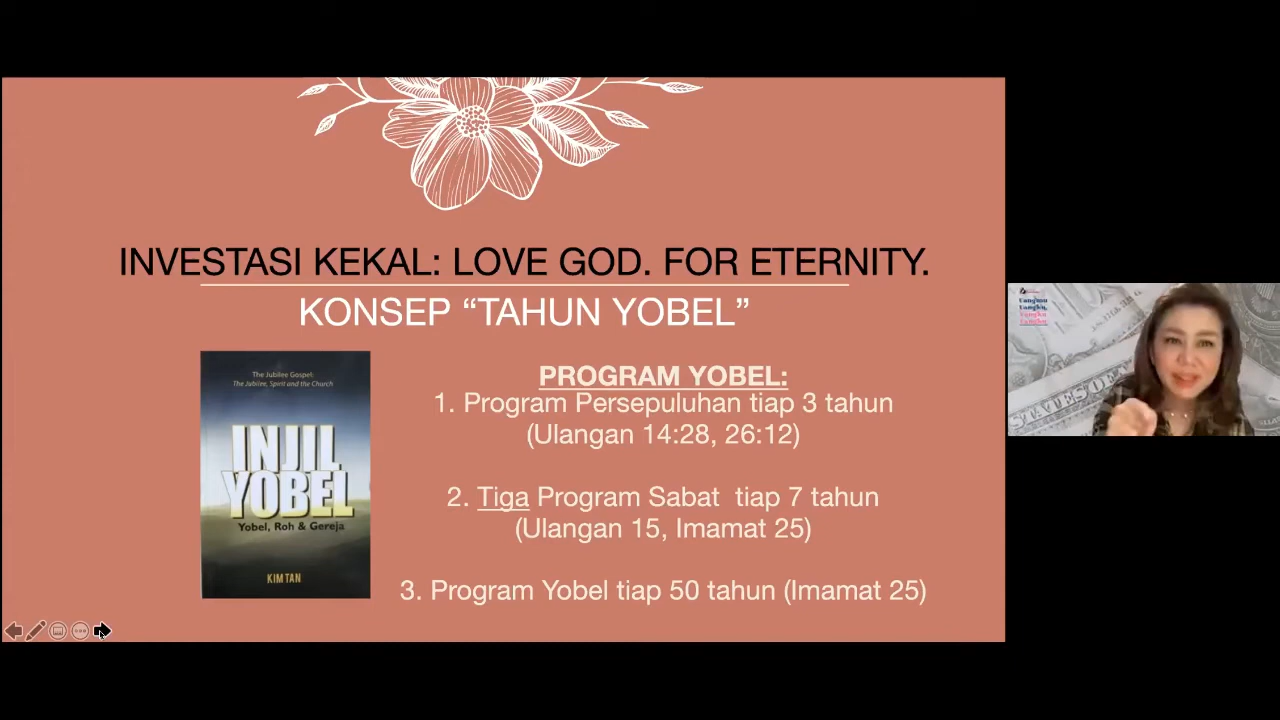 INVESTASI KEKAL: LOVE GOD. FOR ETERNITY.
KONSEP “TAHUN YOBEL”
The Jubilee Gospel:
The Jubilee, Spirit and the Church
INJIL
YOBEL
Yobel, Roh & Gereja
KIM TAN
PROGRAM YOBEL:
1. Program Persepuluhan tiap 3 tahun
(Ulangan 14:28, 26:12)
2. Tiga Program Sabat tiap 7 tahun
(Ulangan 15, Imamat 25)
3. Program Yobel tiap 50 tahun (Imamat 25)
STATES OF